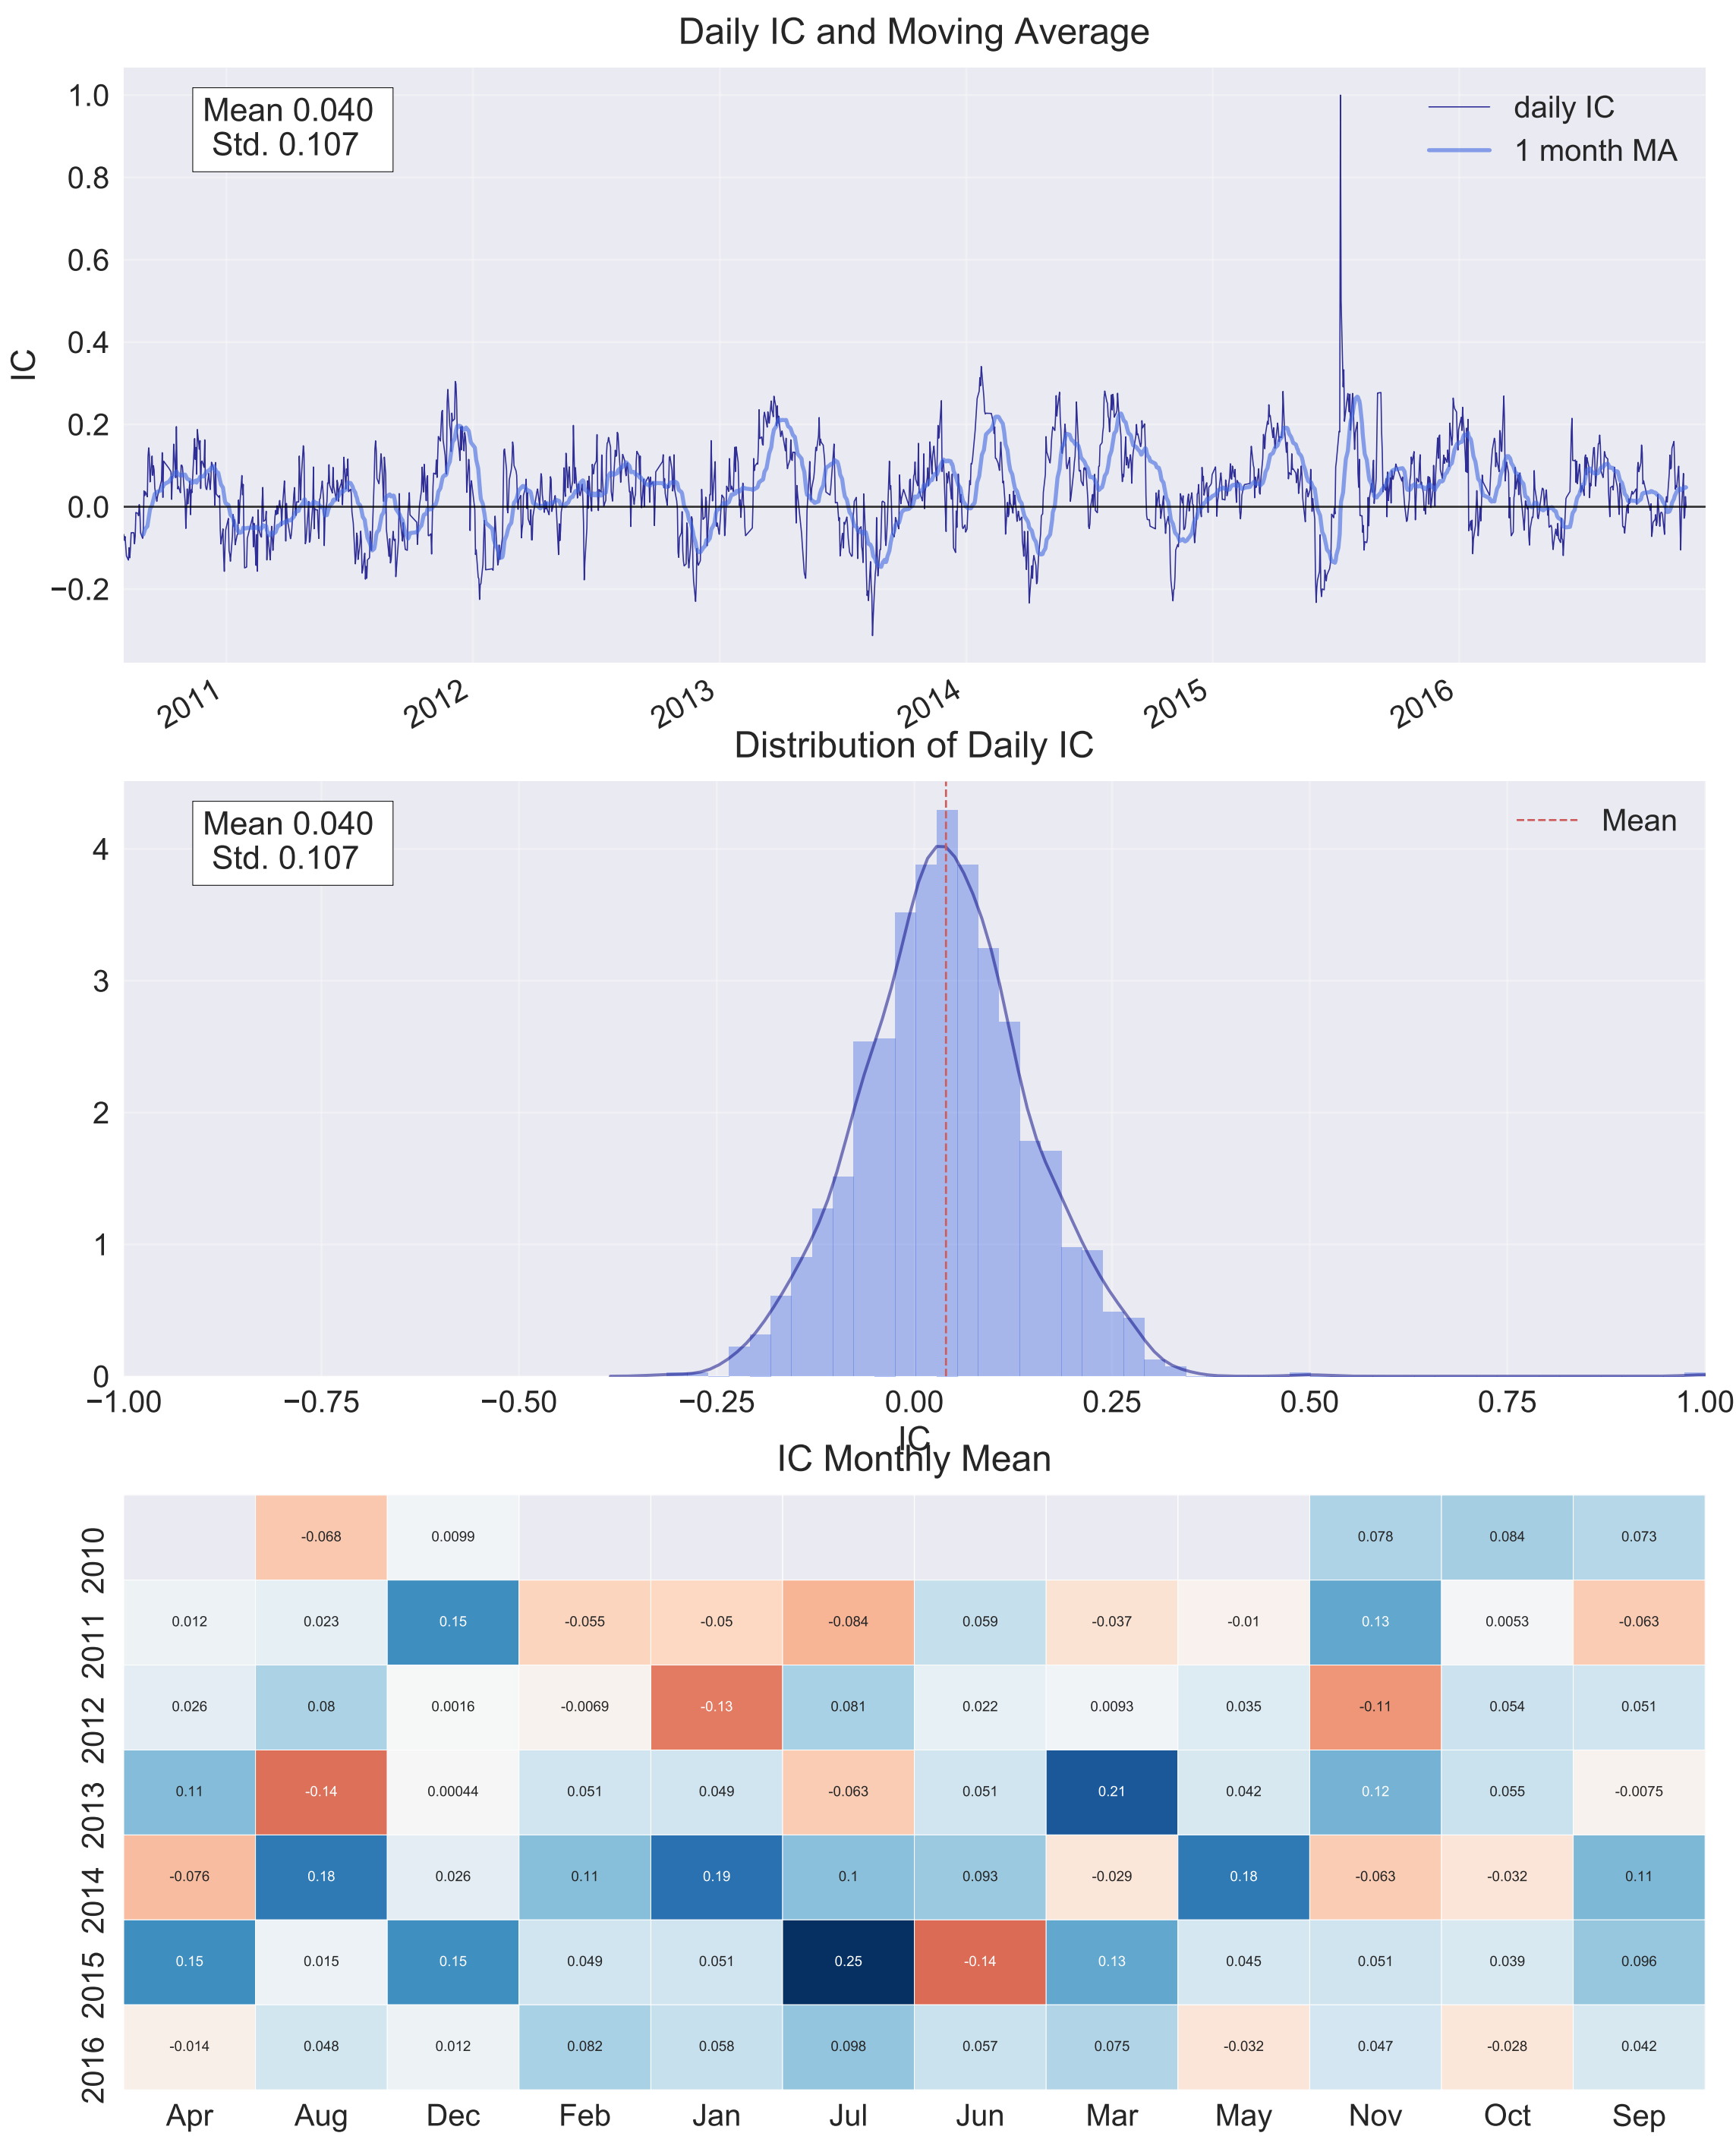 Daily IC and Moving Average
Mean 0.040
Std. 0.107
daily IC
1 month MA
1.0
0.8
0.6
0.4
0.2
0.0
−0.2
IC
2011 2012 2013 2014 2015 2016
Distribution of Daily IC
Mean 0.040
Std. 0.107
Mean
4
3
2
1
0
−1.00 −0.75 −0.50 −0.25 0.00 0.25 0.50 0.75 1.00
IC
IC Monthly Mean
2010 -0.068 0.0099 0.078 0.084 0.073
2011 0.012 0.023 0.15 -0.055 -0.05 -0.084 0.059 -0.037 -0.01 0.13 0.0053 -0.063
2012 0.026 0.08 0.0016 -0.0069 -0.13 0.081 0.022 0.0093 0.035 -0.11 0.054 0.051
2013 0.11 -0.14 0.00044 0.051 0.049 -0.063 0.051 0.21 0.042 0.12 0.055 -0.0075
2014 -0.076 0.18 0.026 0.11 0.19 0.1 0.093 -0.029 0.18 -0.063 -0.032 0.11
2015 0.15 0.015 0.15 0.049 0.051 0.25 -0.14 0.13 0.045 0.051 0.039 0.096
2016 -0.014 0.048 0.012 0.082 0.058 0.098 0.057 0.075 -0.032 0.047 -0.028 0.042
Apr Aug Dec Feb Jan Jul Jun Mar May Nov Oct Sep